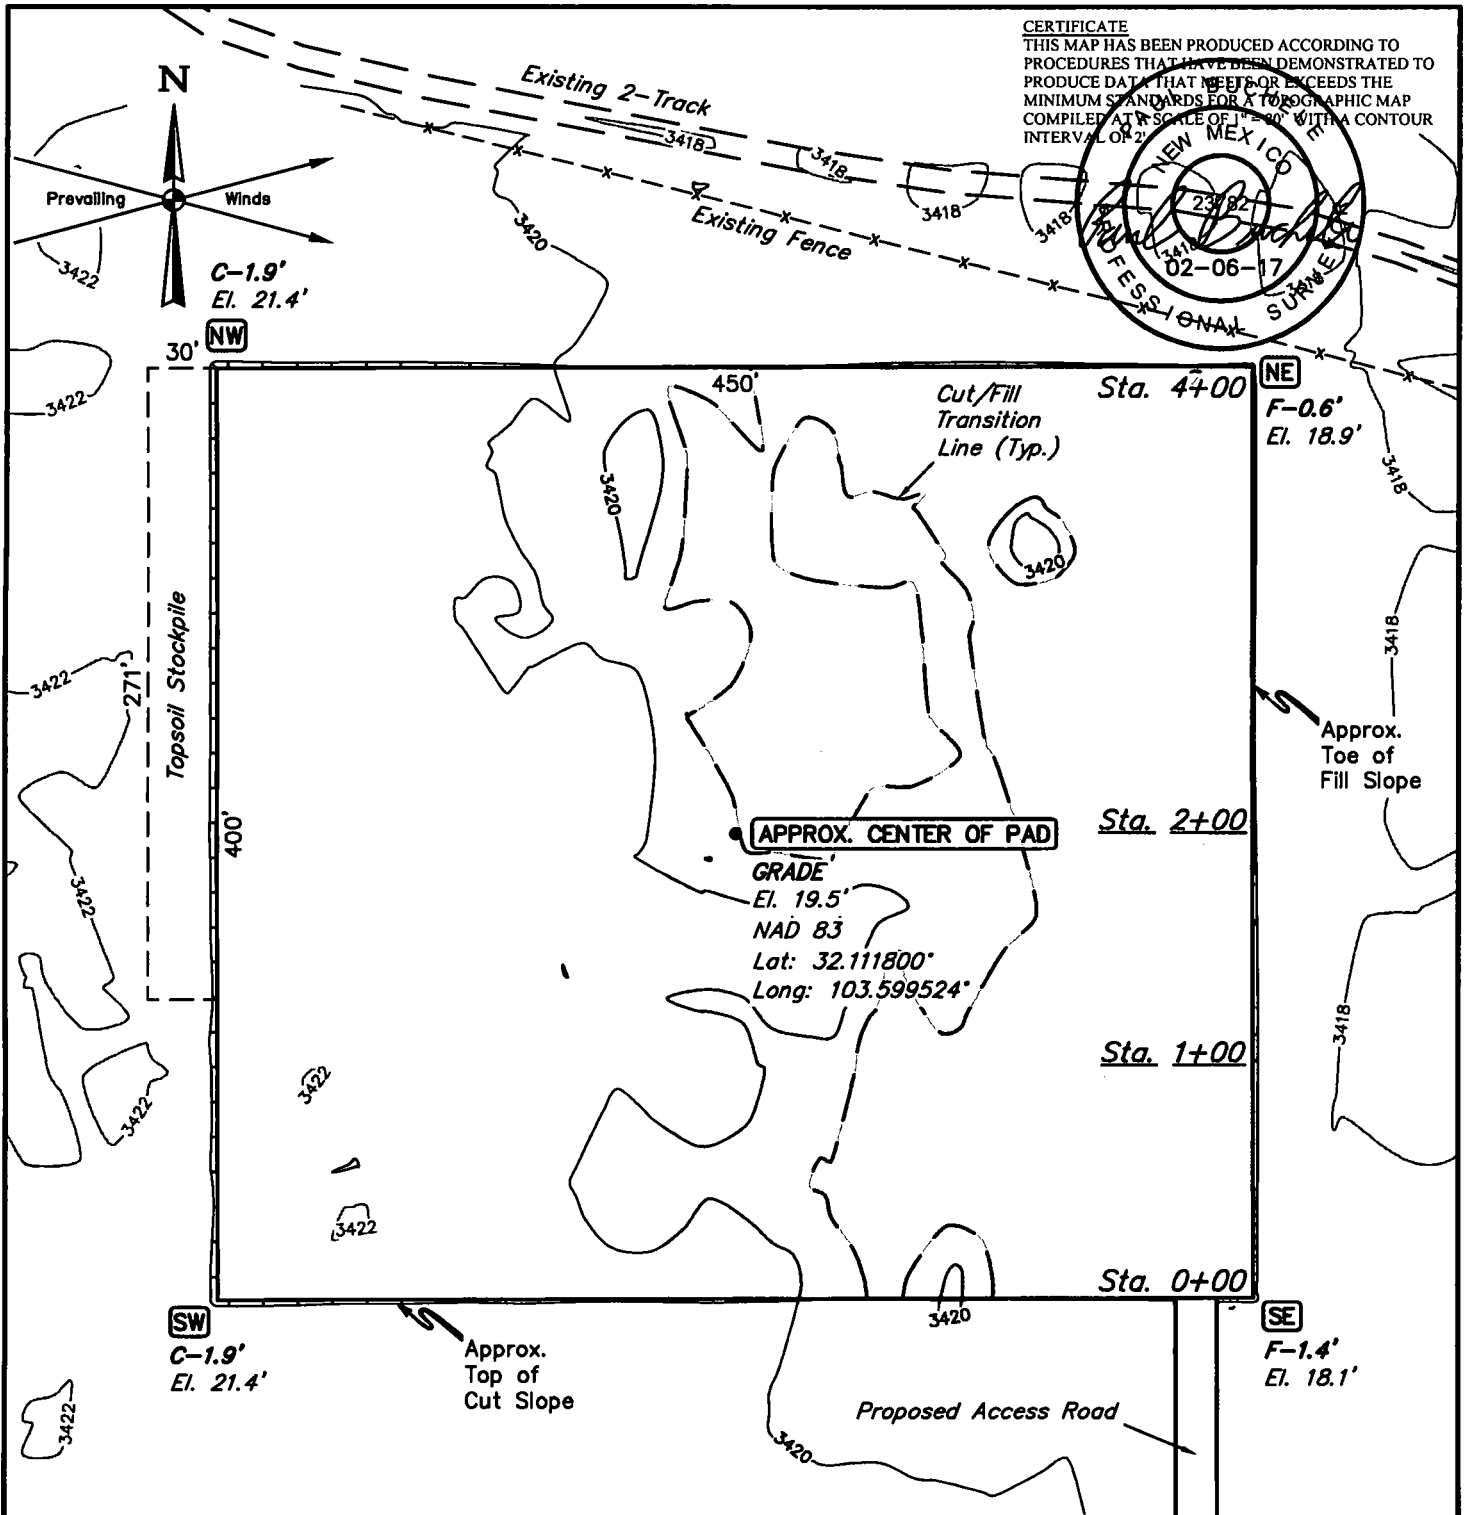 CERTIFICATE
THIS MAP HAS BEEN PRODUCED ACCORDING TO
PROCEDURES THAT HAVE BEEN DEMONSTRATED TO
PRODUCE DATA THAT MEETS OR EXCEEDS THE
MINIMUM STANDARDS FOR A TOPOGRAPHIC MAP
COMPILED AT A SCALE OF 1" = 80' WITH A CONTOUR
INTERVAL OF 2'
PAUL BUCHELE
NEW MEXICO
02-06-17
PROFESSIONAL SURVEYOR
N
Prevailing Winds
Existing 2-Track
Existing Fence
3418
3418
3418
3418
3418
3418
3420
3422
C-1.9'
El. 21.4'
NW
30'
450'
Sta. 4+00
NE
F-0.6'
El. 18.9'
Cut/Fill
Transition
Line (Typ.)
3422
3418
3420
3420
Topsoil Stockpile
271'
3422
3418
Approx.
Toe of
Fill Slope
400'
APPROX. CENTER OF PAD
Sta. 2+00
GRADE
El. 19.5'
NAD 83
Lat: 32.111800°
Long: 103.599524°
3422
3418
Sta. 1+00
3422
3422
3422
Sta. 0+00
SW
C-1.9'
El. 21.4'
Approx.
Top of
Cut Slope
3420
SE
F-1.4'
El. 18.1'
3422
3420
Proposed Access Road